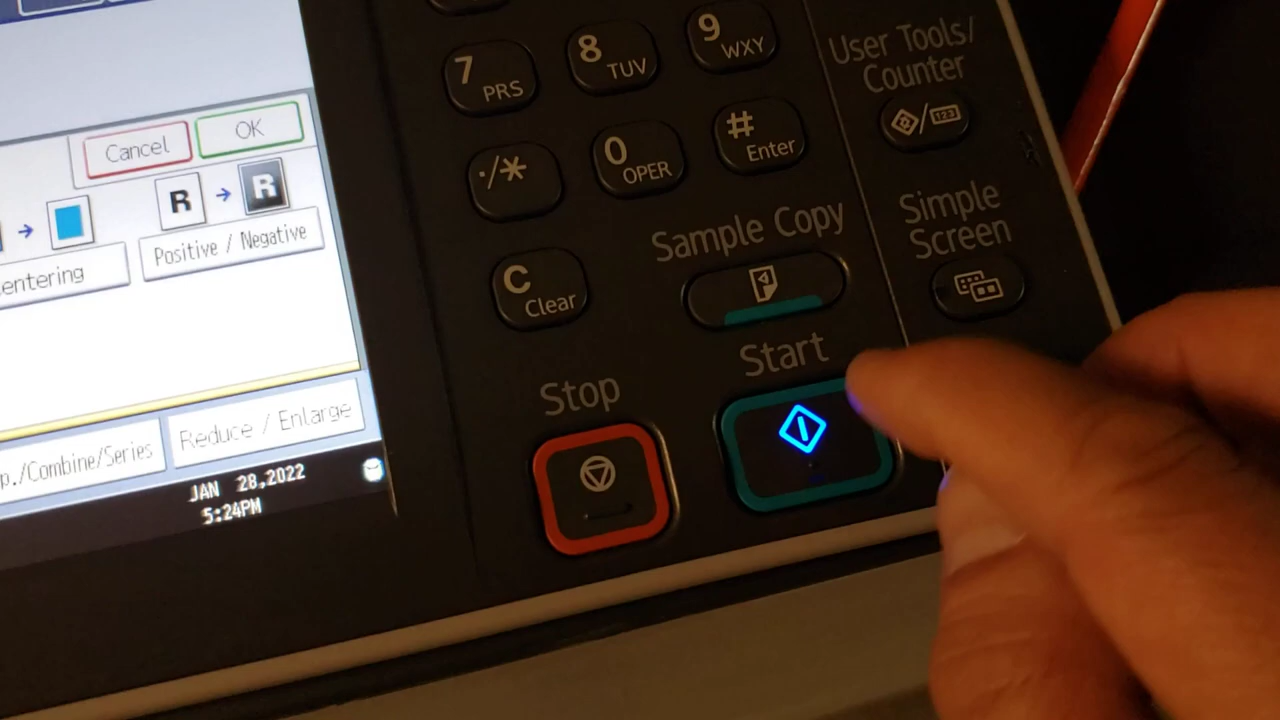 Cancel
OK
R
R
entering
Positive / Negative
p./Combine/Series
Reduce / Enlarge
JAN 28,2022
5:24PM
7 PRS
8 TUV
9 WXY
·/*
0 OPER
# Enter
C Clear
Sample Copy
Stop
Start
User Tools/
Counter
123
Simple
Screen